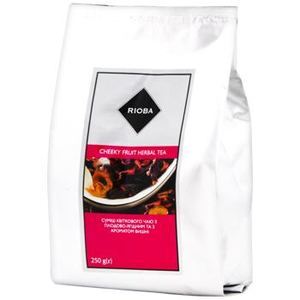 RIOBA
CHEEKY FRUIT HERBAL TEA
СУМІШ КВІТКОВОГО ЧАЮ З
ПЛОДОВО-ЯГІДНИМ ТА З
АРОМАТОМ ВИШНІ
250 g(г)